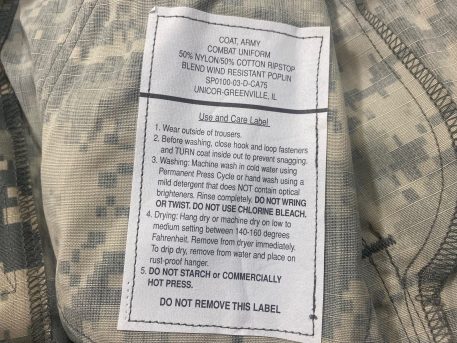 COAT, ARMY
COMBAT UNIFORM
50% NYLON/50% COTTON RIPSTOP
BLEND WIND RESISTANT POPLIN
SP0100-03-D-CA75
UNICOR-GREENVILLE, IL
Use and Care Label
1. Wear outside of trousers.
2. Before washing, close hook and loop fasteners
and TURN coat inside out to prevent snagging.
3. Washing: Machine wash in cold water using
Permanent Press Cycle or hand wash using a
mild detergent that does NOT contain optical
brighteners. Rinse completely. DO NOT WRING
OR TWIST. DO NOT USE CHLORINE BLEACH.
4. Drying: Hang dry or machine dry on low to
medium setting between 140-160 degrees
Fahrenheit. Remove from dryer immediately.
To drip dry, remove from water and place on
rust-proof hanger.
5. DO NOT STARCH or COMMERCIALLY
HOT PRESS.
DO NOT REMOVE THIS LABEL